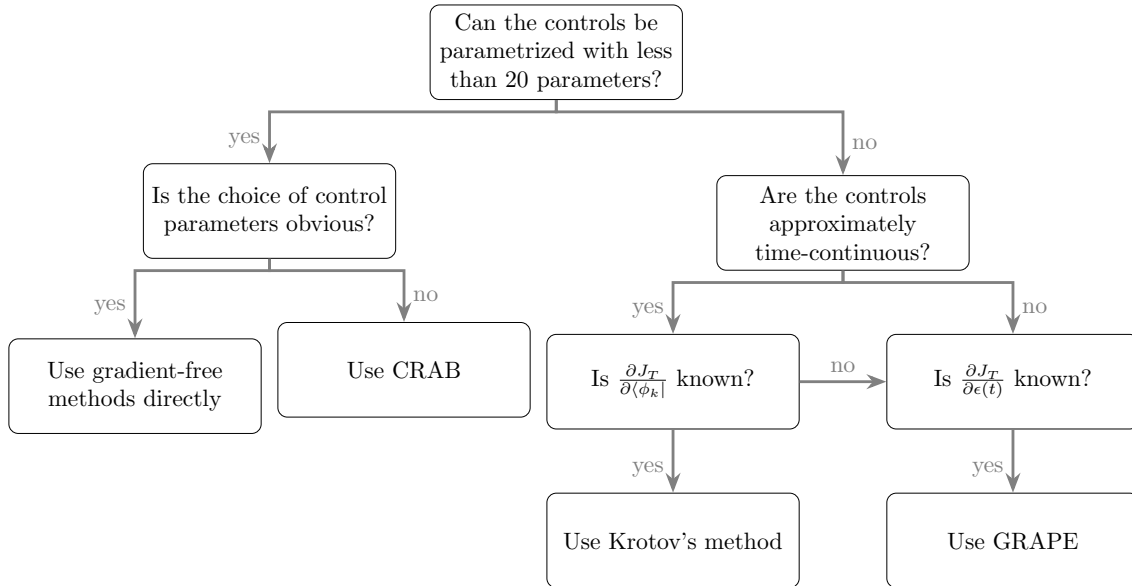 Can the controls be
parametrized with less
than 20 parameters?
yes
no
Is the choice of control
parameters obvious?
Are the controls
approximately
time-continuous?
yes
no
yes
no
Use gradient-free
methods directly
Use CRAB
Is ∂J_T/∂⟨ϕ_k| known?
no
Is ∂J_T/∂ϵ(t) known?
yes
yes
Use Krotov's method
Use GRAPE